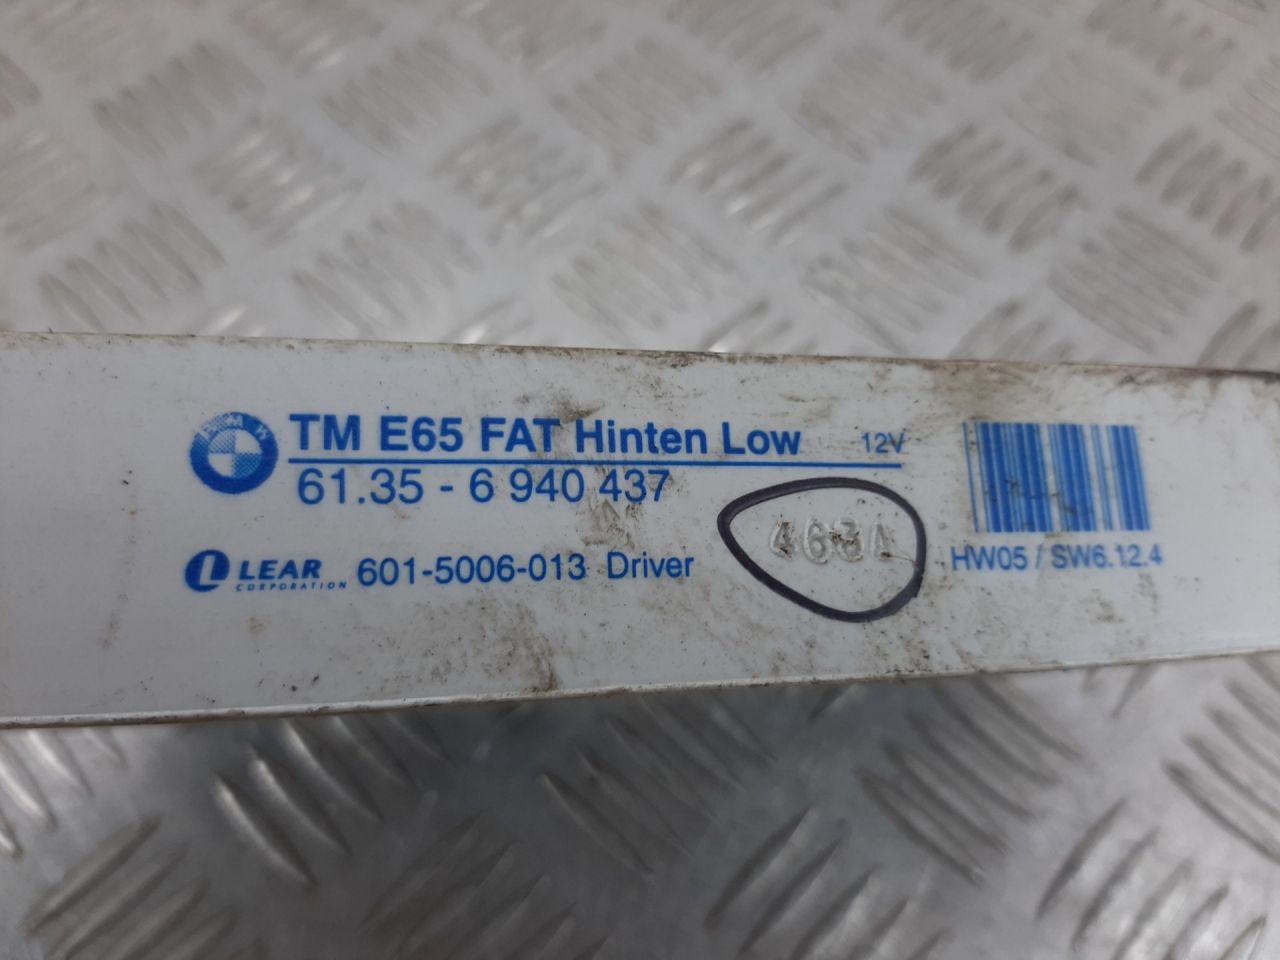 TM E65 FAT Hinten Low 12V
61.35 - 6 940 437
LEAR
CORPORATION
601-5006-013 Driver
HW05 / SW6.12.4